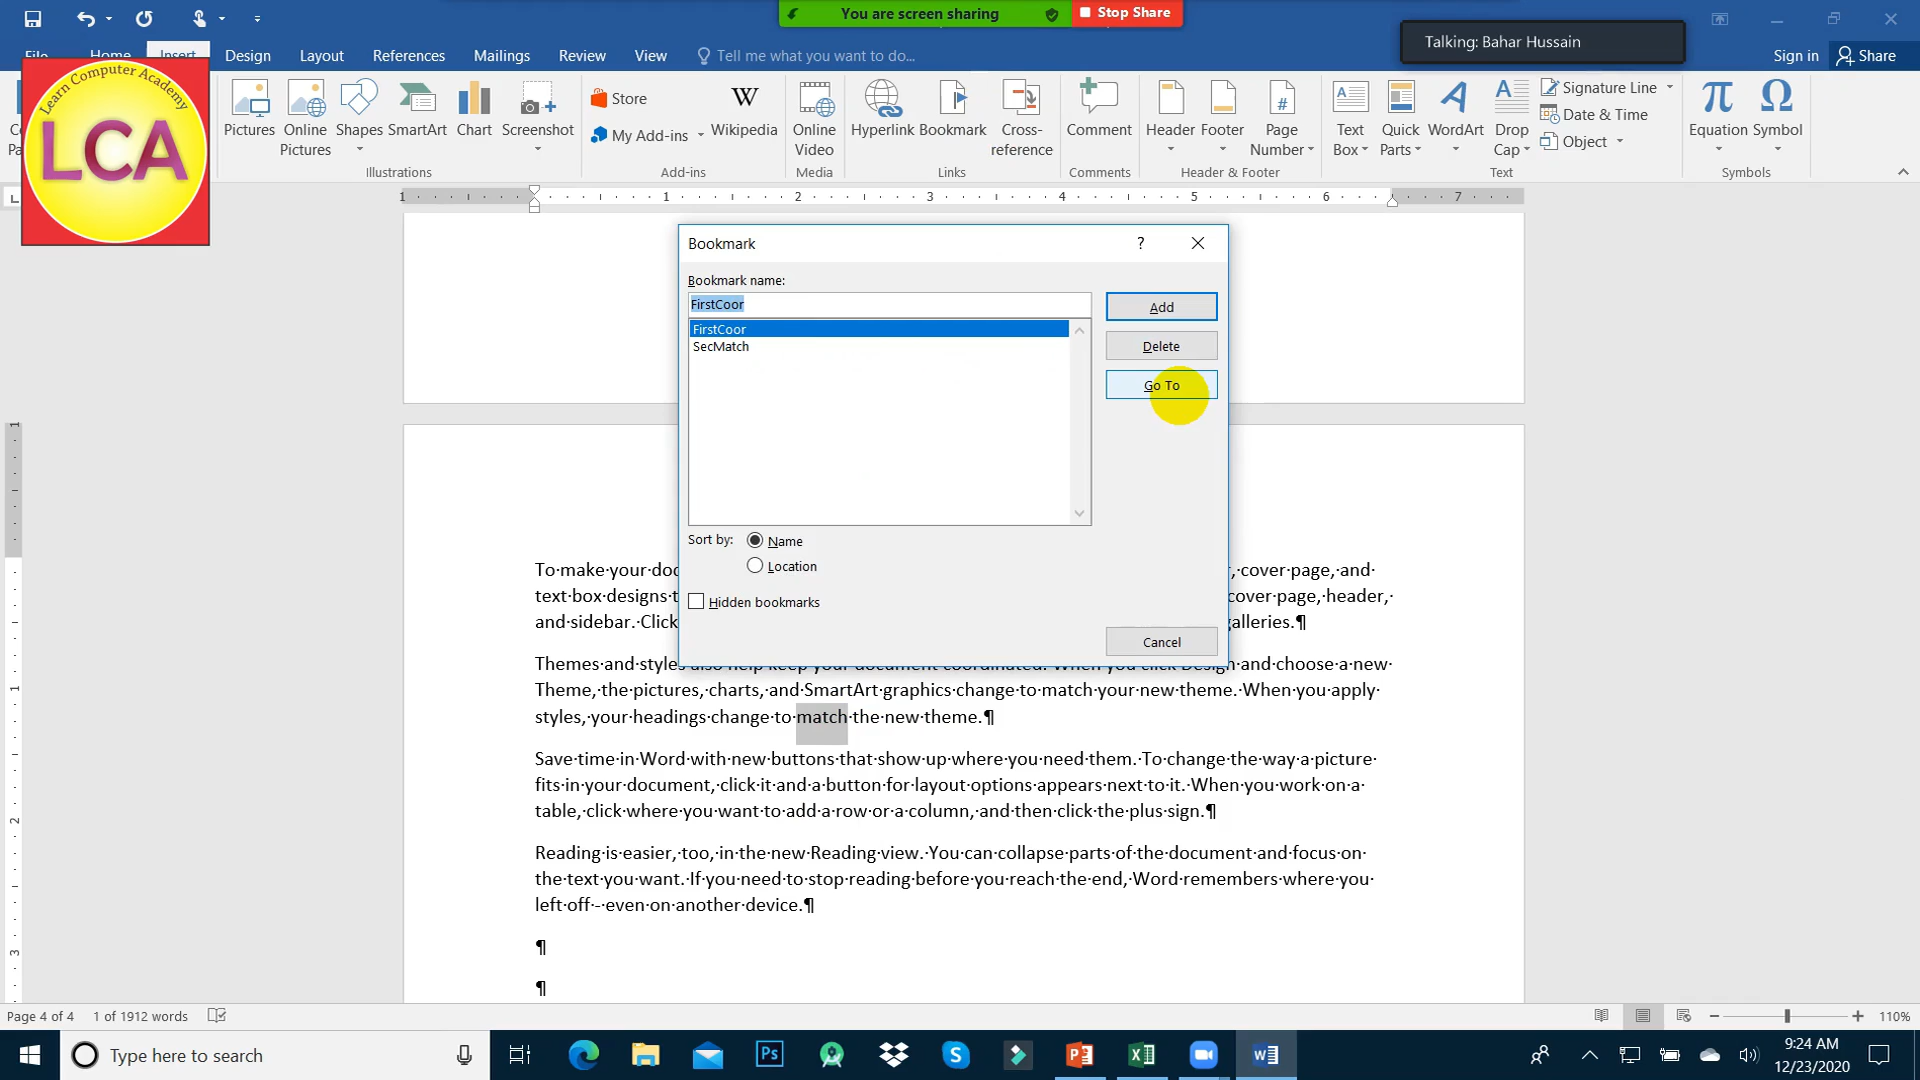 You are screen sharing
Stop Share
Talking: Bahar Hussain
File
Home
Insert
Design
Layout
References
Mailings
Review
View
Tell me what you want to do...
Sign in
Share
Learn Computer Academy
LCA
Pictures
Online
Pictures
Shapes
SmartArt
Chart
Screenshot
Illustrations
Store
My Add-ins
Wikipedia
Add-ins
Online
Video
Media
Hyperlink
Bookmark
Cross-
reference
Links
Comment
Comments
Header
Footer
Page
Number
Header & Footer
Text
Box
Quick
Parts
WordArt
Drop
Cap
Signature Line
Date & Time
Object
Text
Equation
Symbol
Symbols
1 1 2 3 4 5 6 7
Bookmark
?
Bookmark name:
FirstCoor
FirstCoor
SecMatch
Add
Delete
Go To
Sort by:
Name
Location
Hidden bookmarks
Cancel
1
1
2
3
To·make·your·doc , cover·page,·and·
text·box·designs· cover·page,·header,·
and·sidebar.·Click galleries.¶
Themes·and·styles·also·help·keep·your·document·coordinated.·When·you·click·Design·and·choose·a·new·
Theme,·the·pictures,·charts,·and·SmartArt·graphics·change·to·match·your·new·theme.·When·you·apply·
styles,·your·headings·change·to·match·the·new·theme.¶
Save·time·in·Word·with·new·buttons·that·show·up·where·you·need·them.·To·change·the·way·a·picture·
fits·in·your·document,·click·it·and·a·button·for·layout·options·appears·next·to·it.·When·you·work·on·a·
table,·click·where·you·want·to·add·a·row·or·a·column,·and·then·click·the·plus·sign.¶
Reading·is·easier,·too,·in·the·new·Reading·view.·You·can·collapse·parts·of·the·document·and·focus·on·
the·text·you·want.·If·you·need·to·stop·reading·before·you·reach·the·end,·Word·remembers·where·you·
left·off·-·even·on·another·device.¶
¶
¶
Page 4 of 4
1 of 1912 words
110%
Type here to search
Ps
9:24 AM
12/23/2020